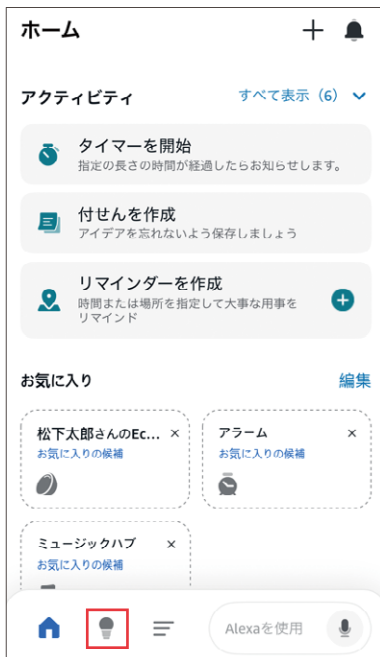 ホーム
アクティビティ
すべて表示（6）
タイマーを開始
指定の長さの時間が経過したらお知らせします。
付せんを作成
アイデアを忘れないよう保存しましょう
リマインダーを作成
時間または場所を指定して大事な用事を
リマインド
お気に入り
編集
松下太郎さんのEc...
お気に入りの候補
アラーム
お気に入りの候補
ミュージックハブ
お気に入りの候補
Alexaを使用